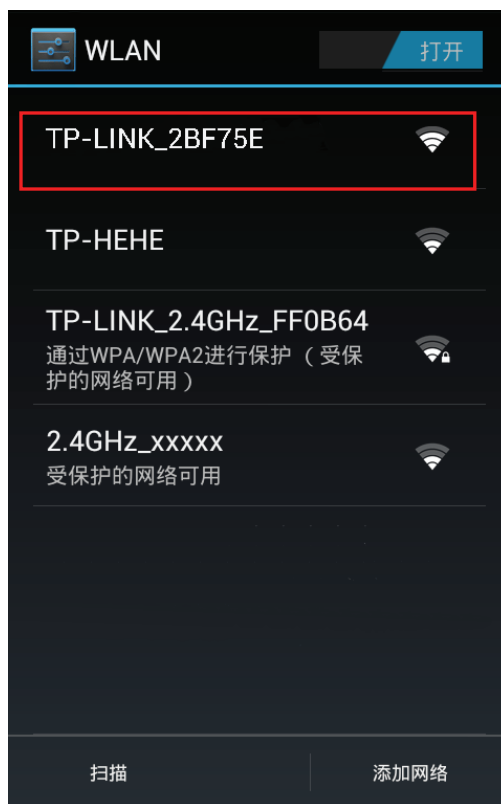 WLAN
打开
TP-LINK_2BF75E
TP-HEHE
TP-LINK_2.4GHz_FF0B64
通过WPA/WPA2进行保护 （受保
护的网络可用）
2.4GHz_xxxxx
受保护的网络可用
扫描
添加网络